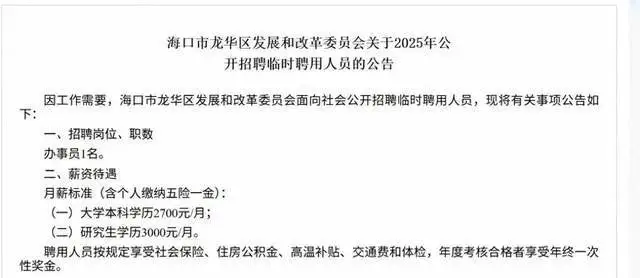 海口市龙华区发展和改革委员会关于2025年公
开招聘临时聘用人员的公告
因工作需要，海口市龙华区发展和改革委员会面向社会公开招聘临时聘用人员，现将有关事项公告如
下：
一、招聘岗位、职数
办事员1名。
二、薪资待遇
月薪标准（含个人缴纳五险一金）：
（一）大学本科学历2700元/月；
（二）研究生学历3000元/月。
聘用人员按规定享受社会保险、住房公积金、高温补贴、交通费和体检，年度考核合格者享受年终一次
性奖金。